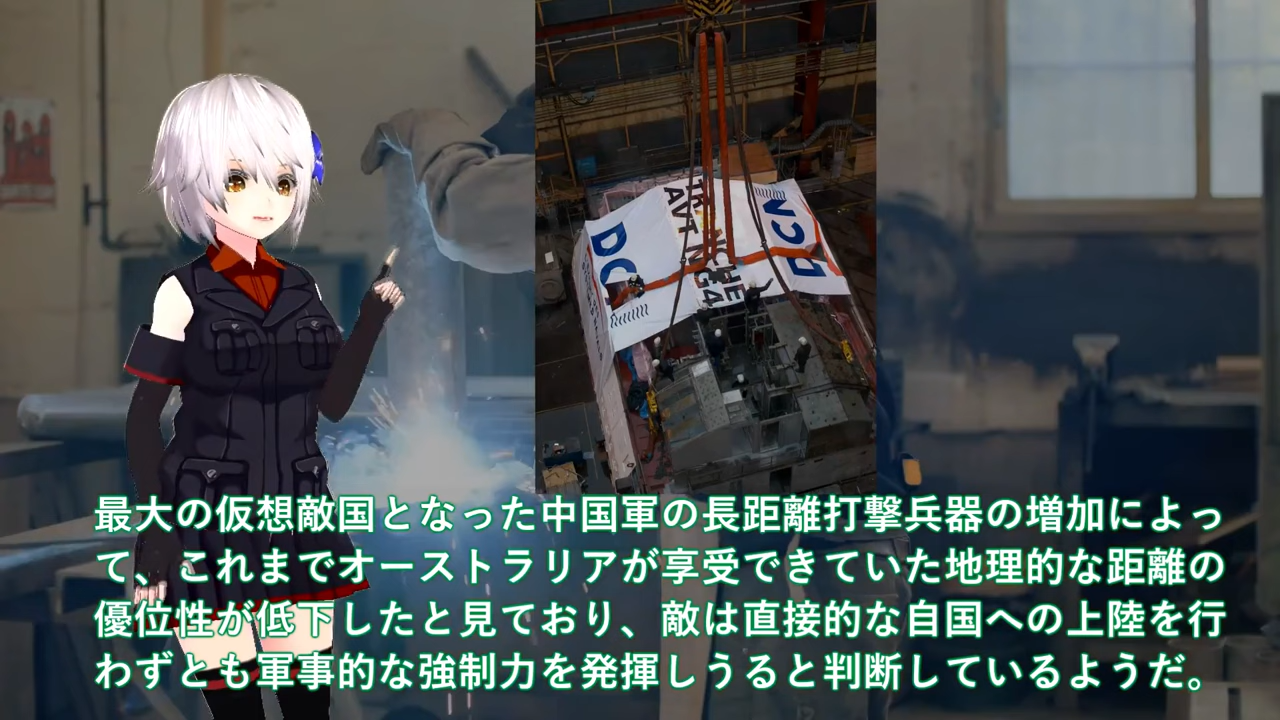 DCN
TRANCHE
AVT NG4
DCN
最大の仮想敵国となった中国軍の長距離打撃兵器の増加によっ
て、これまでオーストラリアが享受できていた地理的な距離の
優位性が低下したと見ており、敵は直接的な自国への上陸を行
わずとも軍事的な強制力を発揮しうると判断しているようだ。